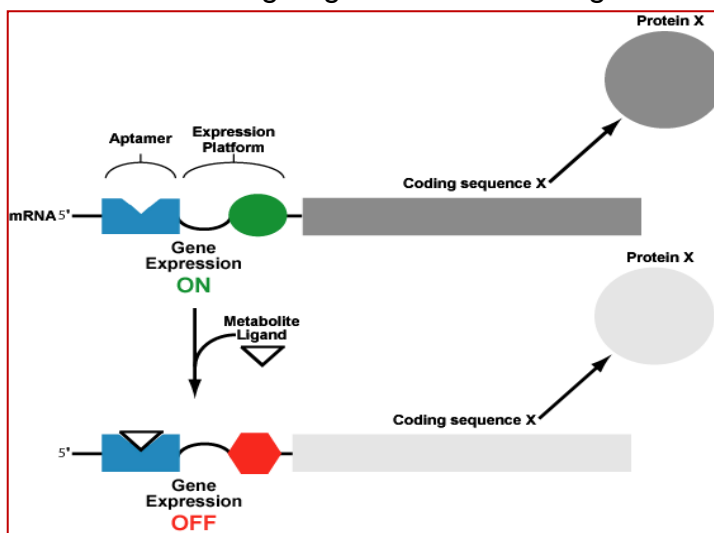 Protein X
Aptamer
Expression
Platform
Coding sequence X
mRNA 5'
Gene
Expression
ON
Protein X
Metabolite
Ligand
Coding sequence X
5'
Gene
Expression
OFF